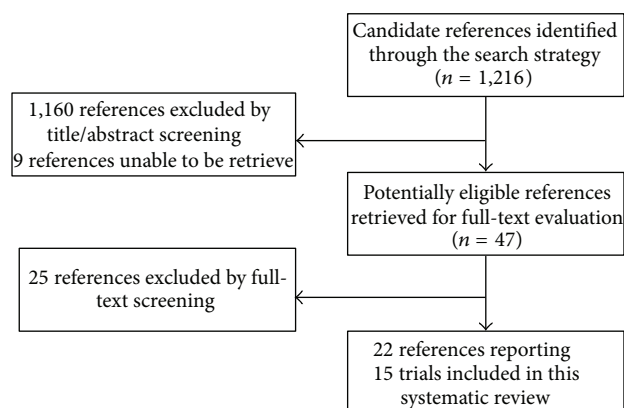 Candidate references identified
through the search strategy
(n = 1,216)
1,160 references excluded by
title/abstract screening
9 references unable to be retrieve
Potentially eligible references
retrieved for full-text evaluation
(n = 47)
25 references excluded by full-
text screening
22 references reporting
15 trials included in this
systematic review